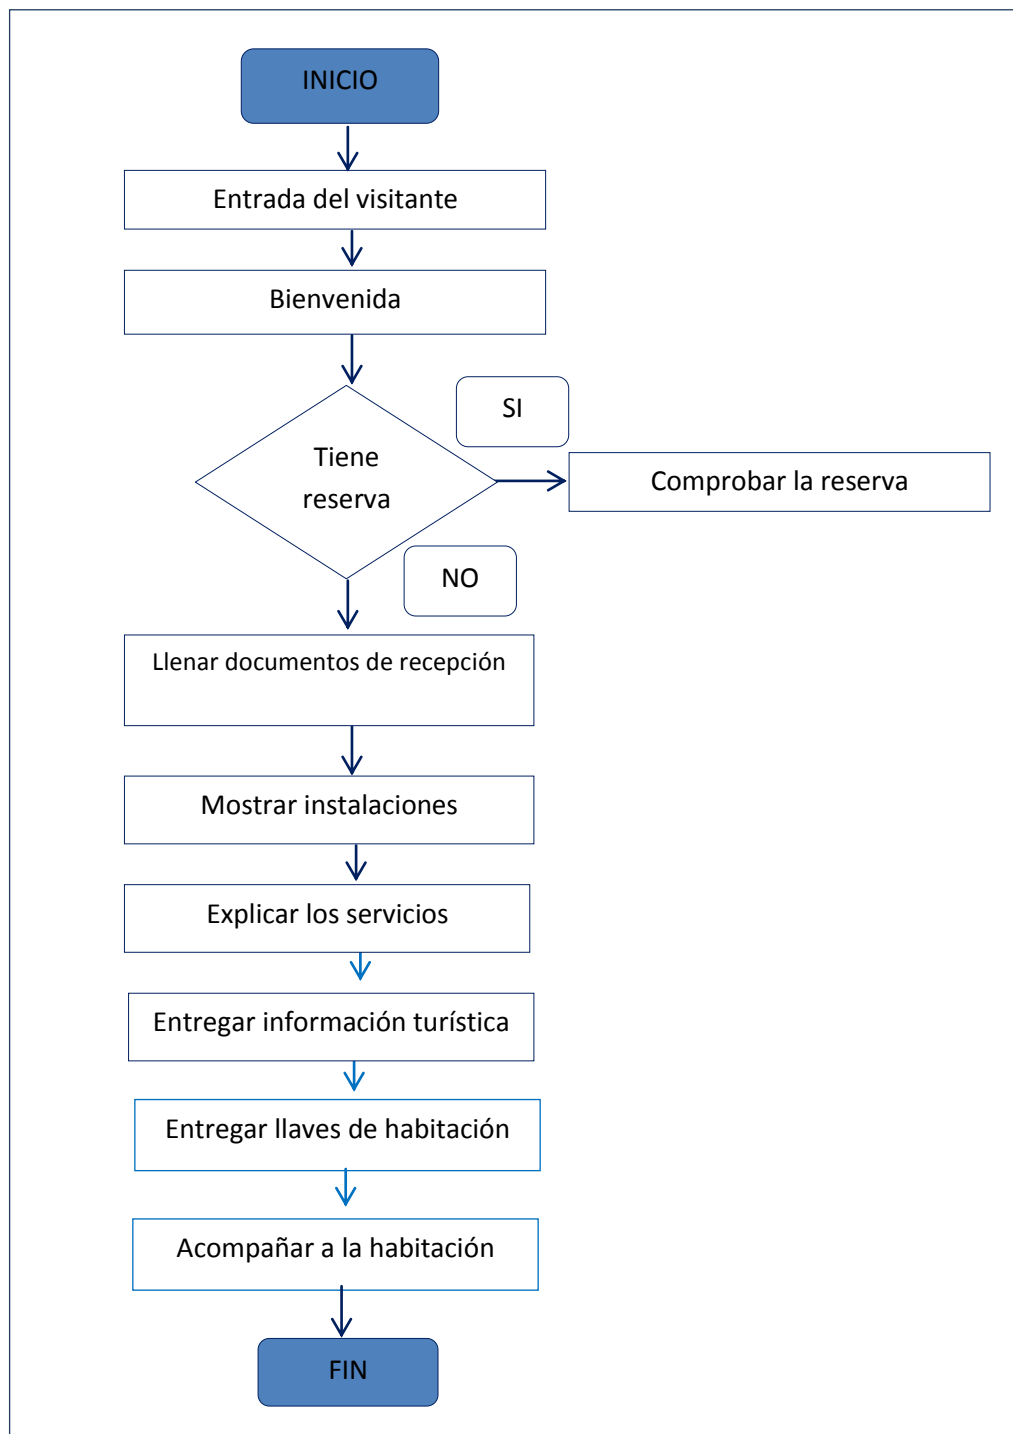 INICIO
Entrada del visitante
Bienvenida
SI
Tiene
reserva
Comprobar la reserva
NO
Llenar documentos de recepción
Mostrar instalaciones
Explicar los servicios
Entregar información turística
Entregar llaves de habitación
Acompañar a la habitación
FIN